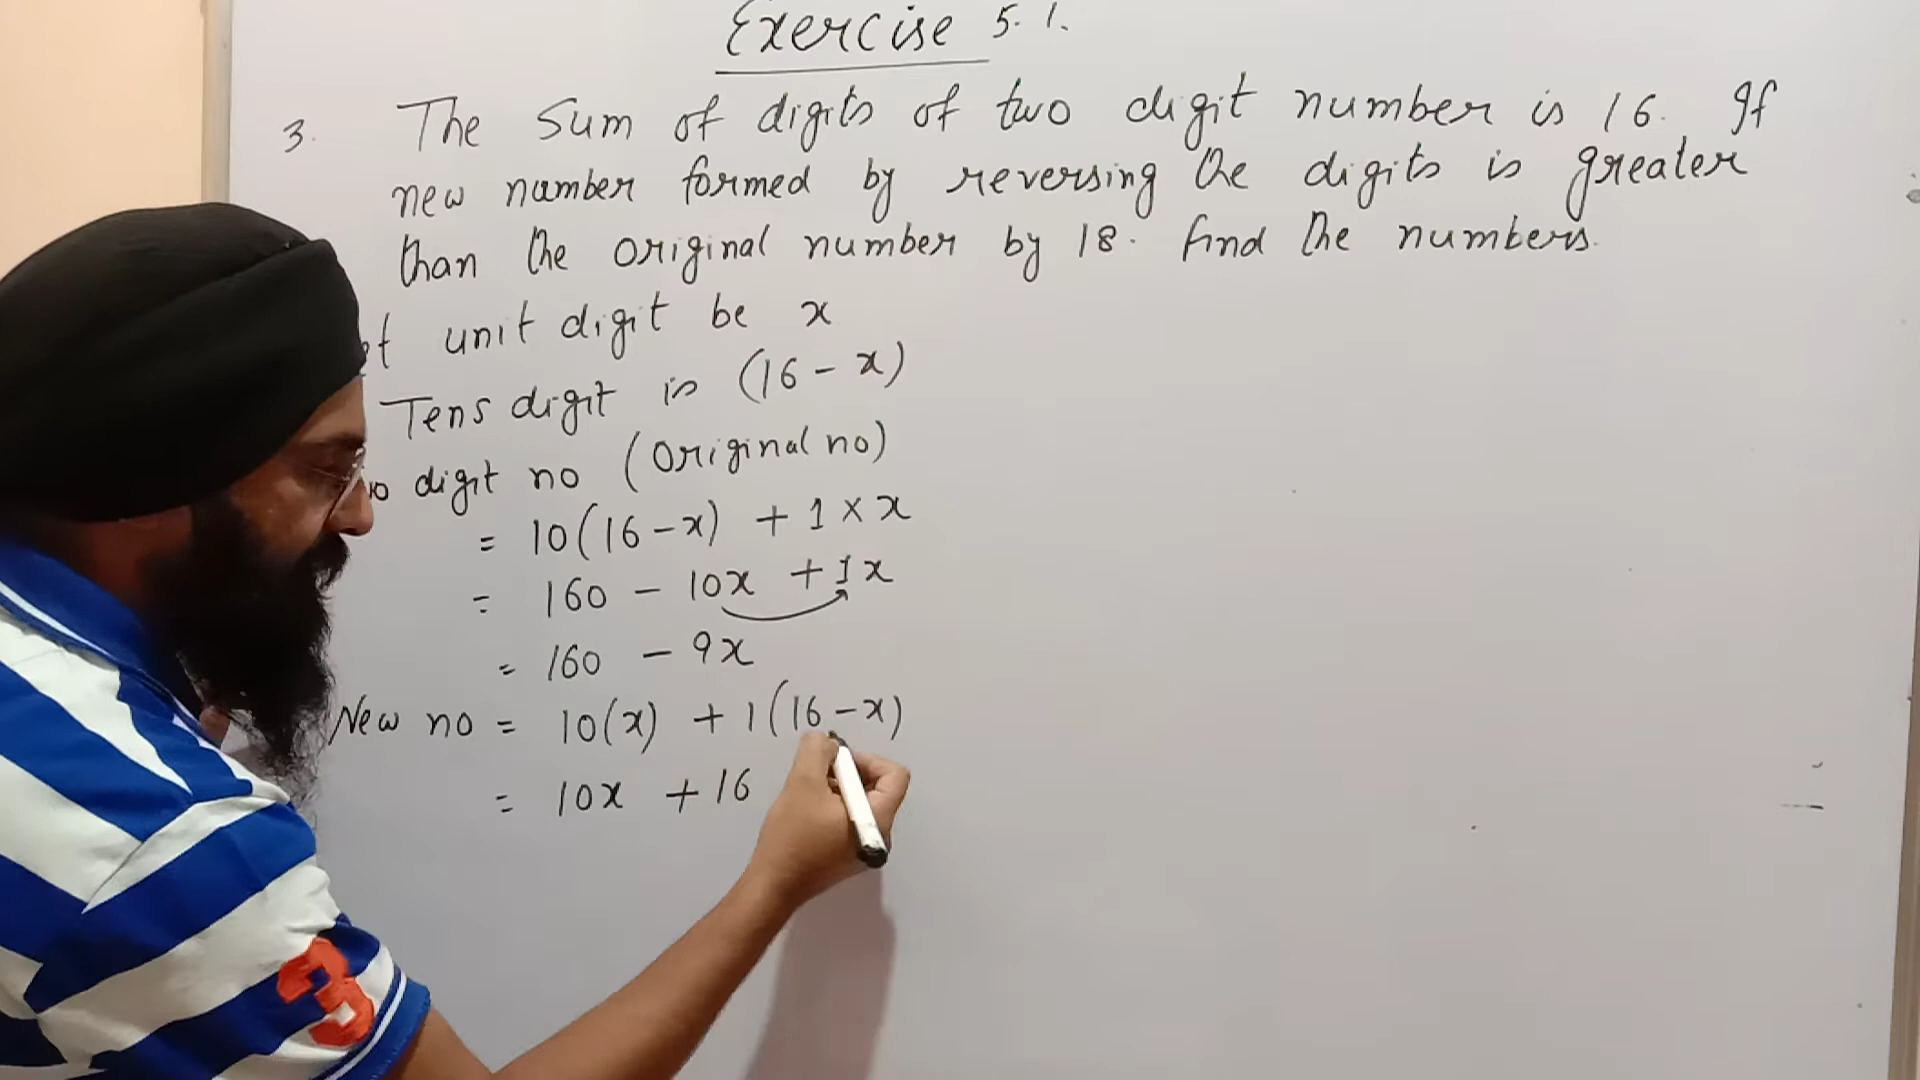 Exercise 5.1.
3. The Sum of digits of two digit number is 16. If
new number formed by reversing the digits is greater
than the original number by 18. find the numbers.
unit digit be x
Tens digit is (16 - x)
digit no (Original no)
= 10(16-x) + 1 × x
= 160 - 10x + 1x
= 160 - 9x
New no = 10(x) + 1(16-x)
= 10x + 16
3